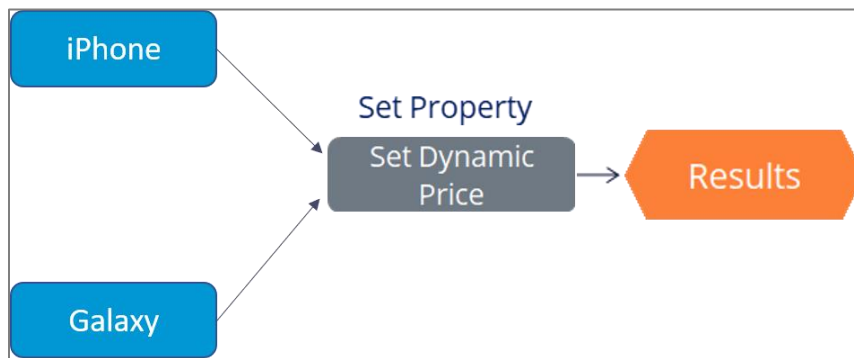 iPhone
Set Property
Set Dynamic
Price
Results
Galaxy